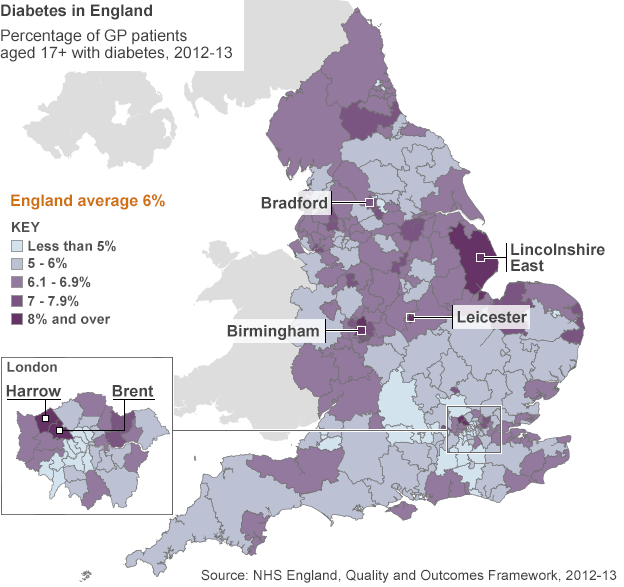 Diabetes in England
Percentage of GP patients
aged 17+ with diabetes, 2012-13
England average 6%
KEY
Less than 5%
5 - 6%
6.1 - 6.9%
7 - 7.9%
8% and over
Bradford
Lincolnshire
East
Leicester
Birmingham
London
Harrow
Brent
Source: NHS England, Quality and Outcomes Framework, 2012-13